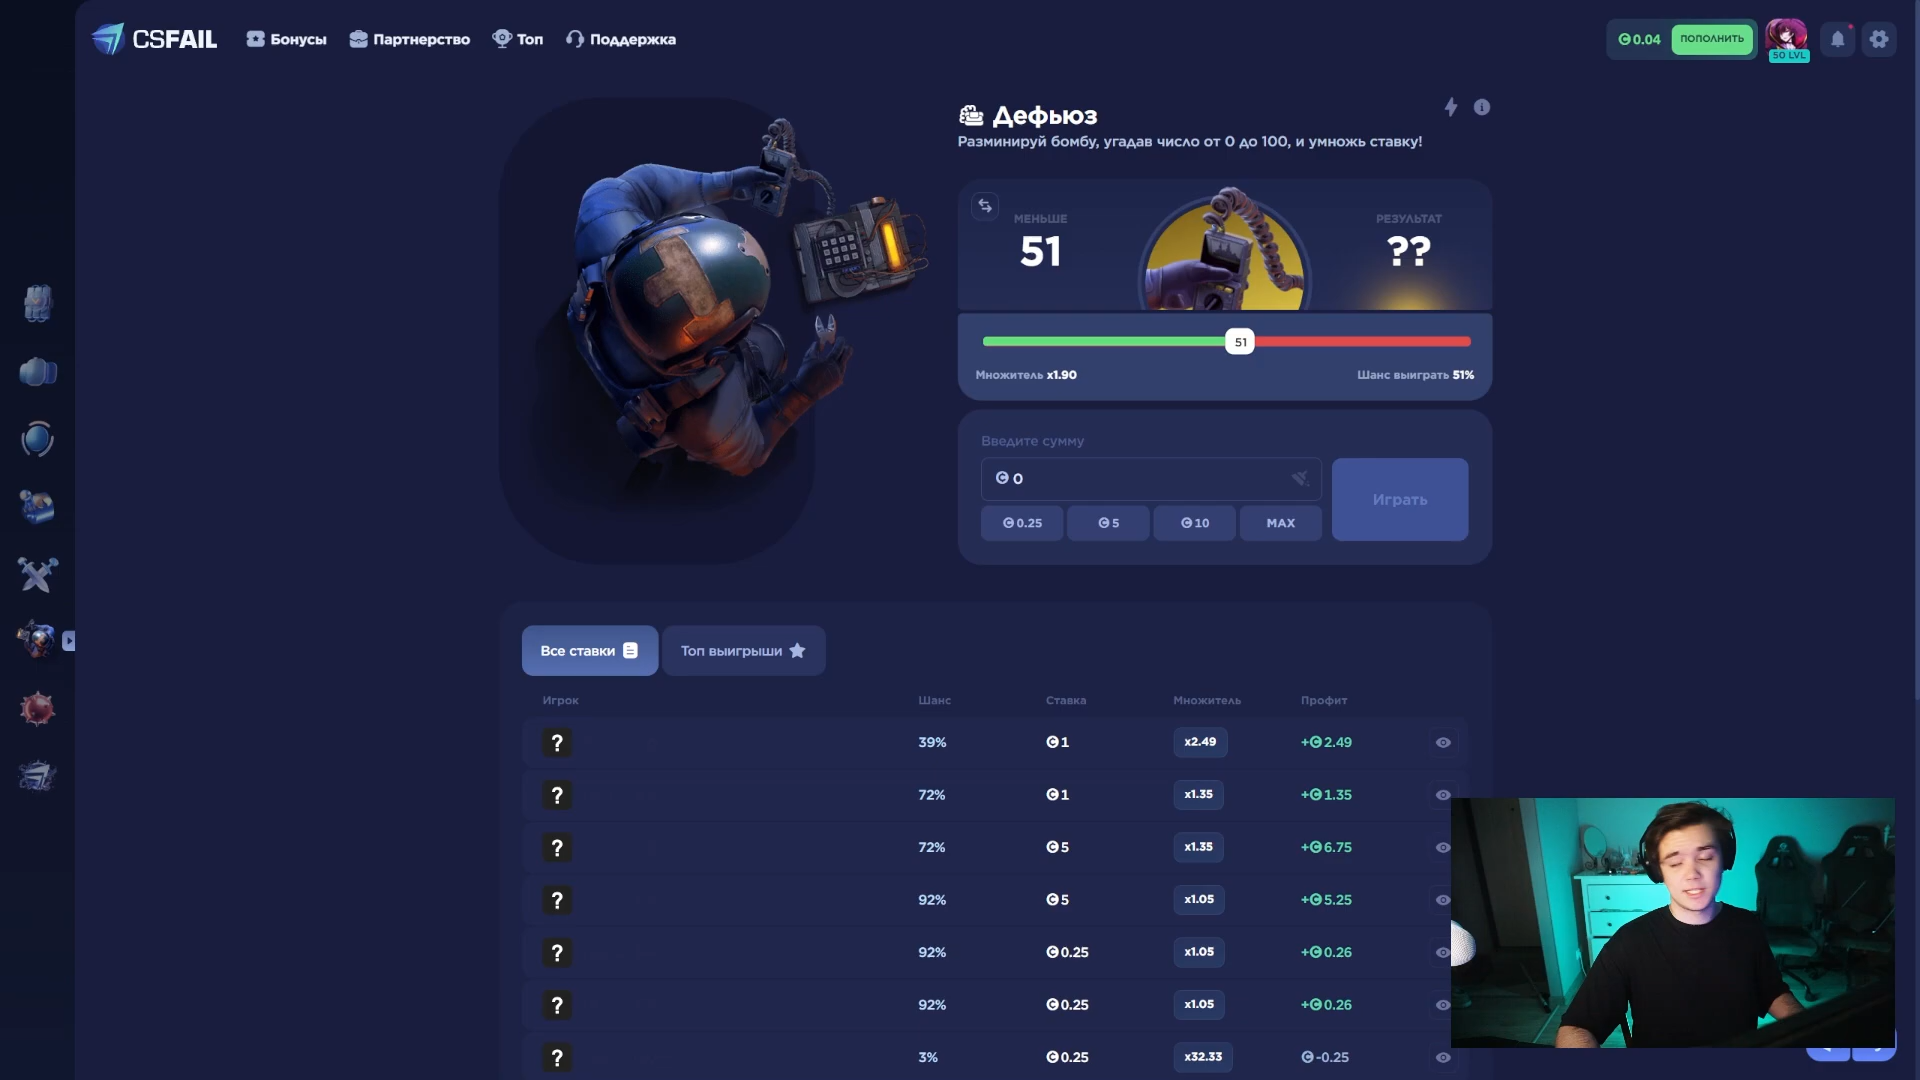 CSFAIL
Бонусы
Партнерство
Топ
Поддержка
0.04
ПОПОЛНИТЬ
50 LVL
Дефьюз
Разминируй бомбу, угадав число от 0 до 100, и умножь ставку!
МЕНЬШЕ
51
РЕЗУЛЬТАТ
??
51
Множитель x1.90
Шанс выиграть 51%
Введите сумму
0
Играть
0.25
5
10
MAX
Все ставки
Топ выигрыши
Игрок Шанс Ставка Множитель Профит
? 39% 1 x2.49 +2.49
? 72% 1 x1.35 +1.35
? 72% 5 x1.35 +6.75
? 92% 5 x1.05 +5.25
? 92% 0.25 x1.05 +0.26
? 92% 0.25 x1.05 +0.26
? 3% 0.25 x32.33 -0.25